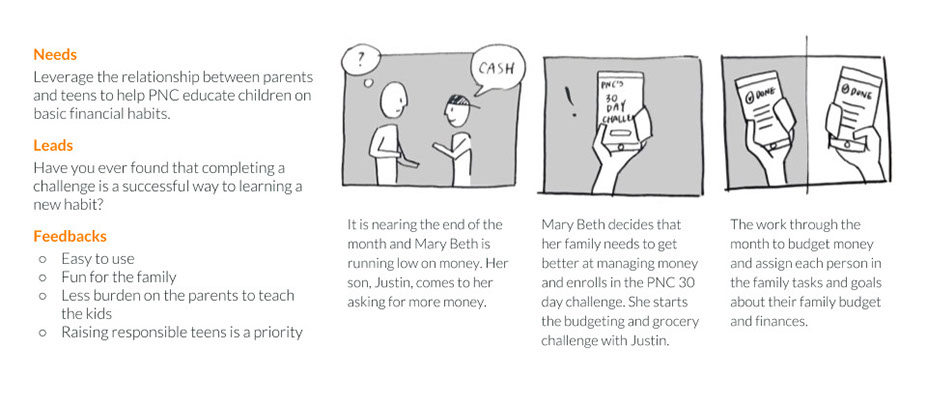 Needs
Leverage the relationship between parents
and teens to help PNC educate children on
basic financial habits.
Leads
Have you ever found that completing a
challenge is a successful way to learning a
new habit?
Feedbacks
Easy to use
Fun for the family
Less burden on the parents to teach
the kids
Raising responsible teens is a priority
?
CASH
It is nearing the end of the
month and Mary Beth is
running low on money. Her
son, Justin, comes to her
asking for more money.
!
PNC'S
30
DAY
CHALLE
Mary Beth decides that
her family needs to get
better at managing money
and enrolls in the PNC 30
day challenge. She starts
the budgeting and grocery
challenge with Justin.
DONE
DONE
The work through the
month to budget money
and assign each person in
the family tasks and goals
about their family budget
and finances.